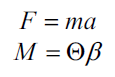 F = ma
M = Θβ